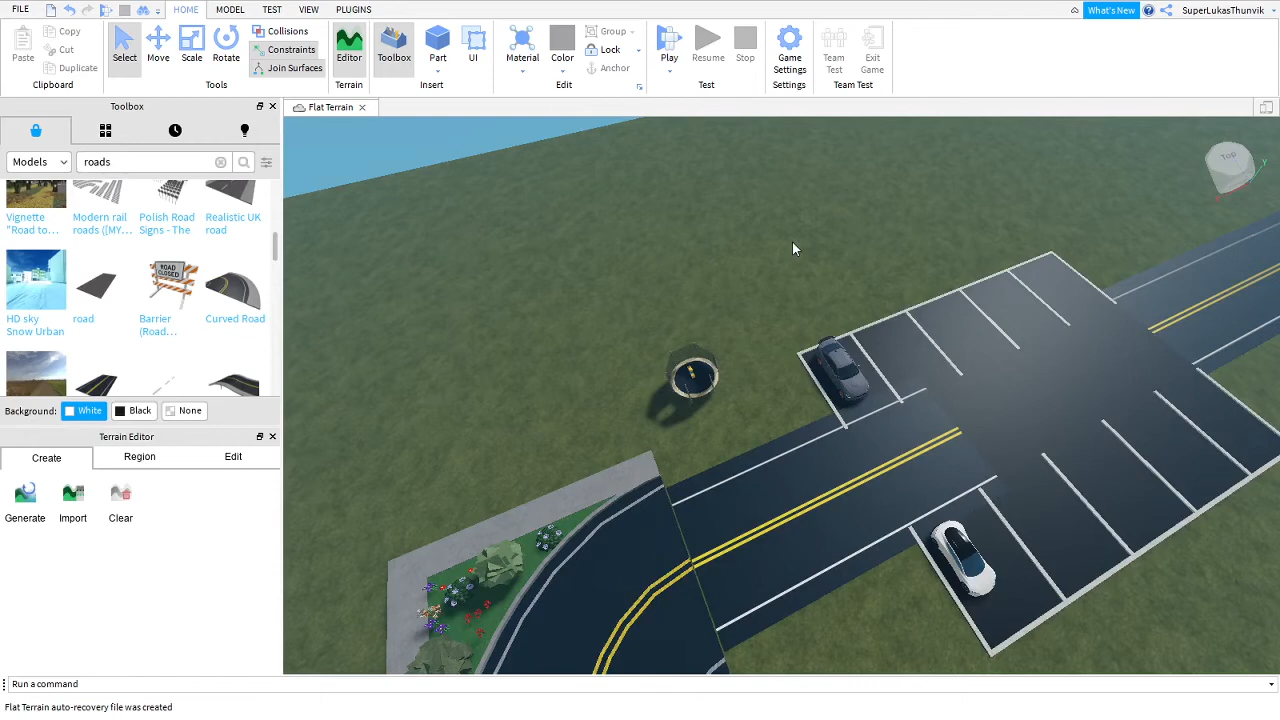 FILE
HOME
MODEL
TEST
VIEW
PLUGINS
What's New
SuperLukasThunvik
Paste
Copy
Cut
Duplicate
Clipboard
Select
Move
Scale
Rotate
Collisions
Constraints
Join Surfaces
Tools
Editor
Terrain
Toolbox
Part
UI
Insert
Material
Color
Group
Lock
Anchor
Edit
Play
Resume
Stop
Test
Game
Settings
Settings
Team
Test
Exit
Game
Team Test
Toolbox
Flat Terrain
Models
roads
Vignette
"Road to...
Modern rail
roads ([MY...
Polish Road
Signs - The
Realistic UK
road
HD sky
Snow Urban
road
ROAD
CLOSED
Barrier
(Road...
Curved Road
Background:
White
Black
None
Terrain Editor
Create
Region
Edit
Generate
Import
Clear
Top
Run a command
Flat Terrain auto-recovery file was created